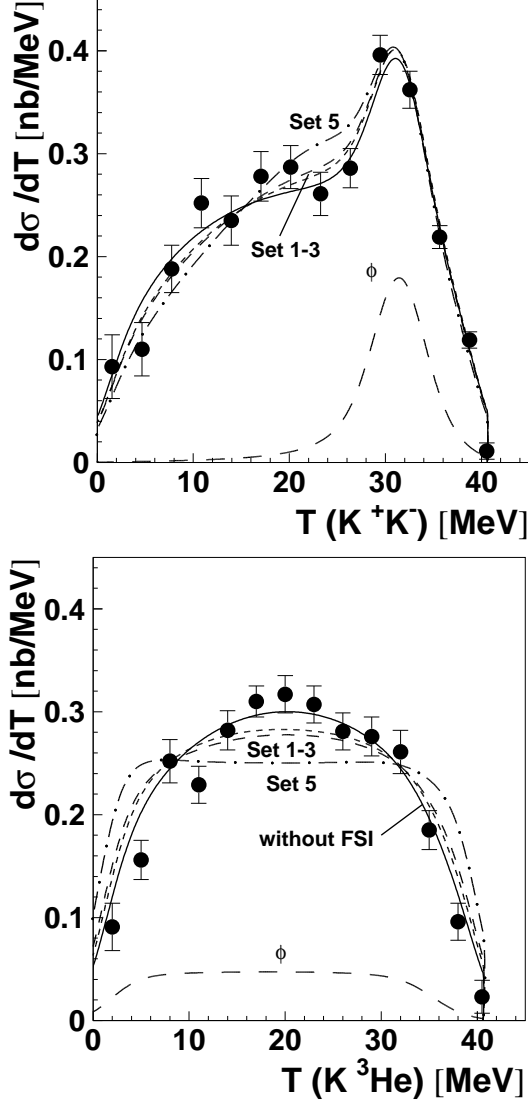 dσ/dT [nb/MeV]
0.4
0.3
0.2
0.1
0
Set 5
Set 1-3
ϕ
0 10 20 30 40
T (K⁺K⁻) [MeV]
dσ/dT [nb/MeV]
0.4
0.3
0.2
0.1
0
Set 1-3
Set 5
without FSI
ϕ
0 10 20 30 40
T (K ³He) [MeV]